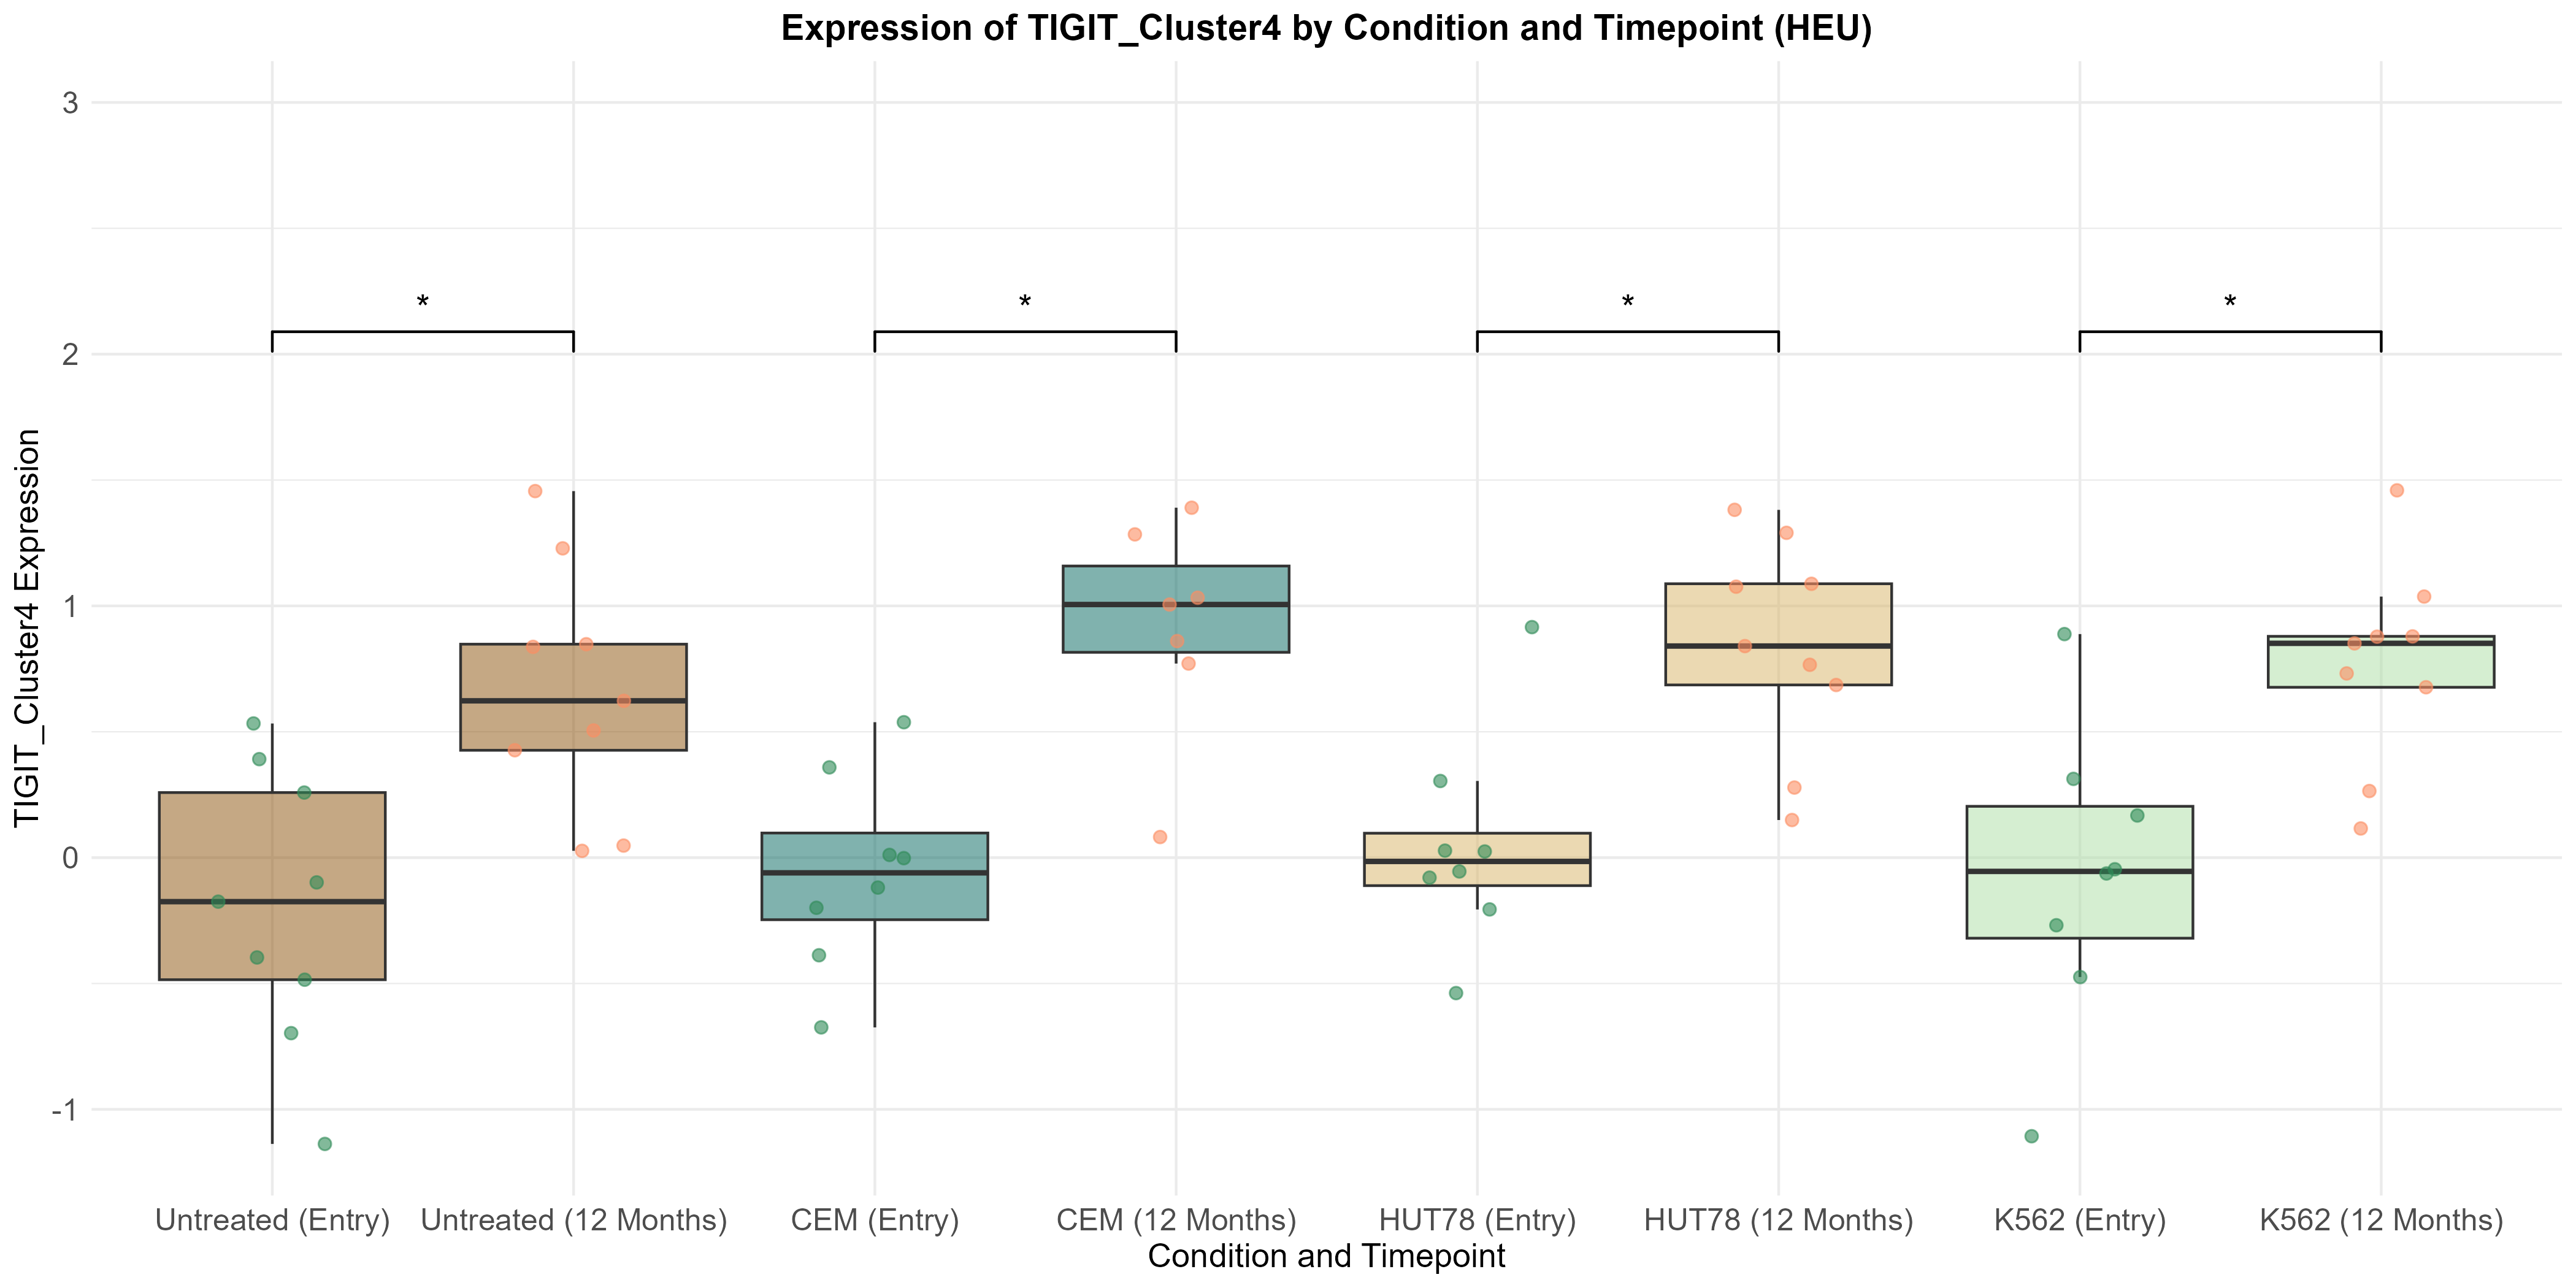 Expression of TIGIT_Cluster4 by Condition and Timepoint (HEU)
3
2
1
0
-1
TIGIT_Cluster4 Expression
* * * *
Untreated (Entry) Untreated (12 Months) CEM (Entry) CEM (12 Months) HUT78 (Entry) HUT78 (12 Months) K562 (Entry) K562 (12 Months)
Condition and Timepoint